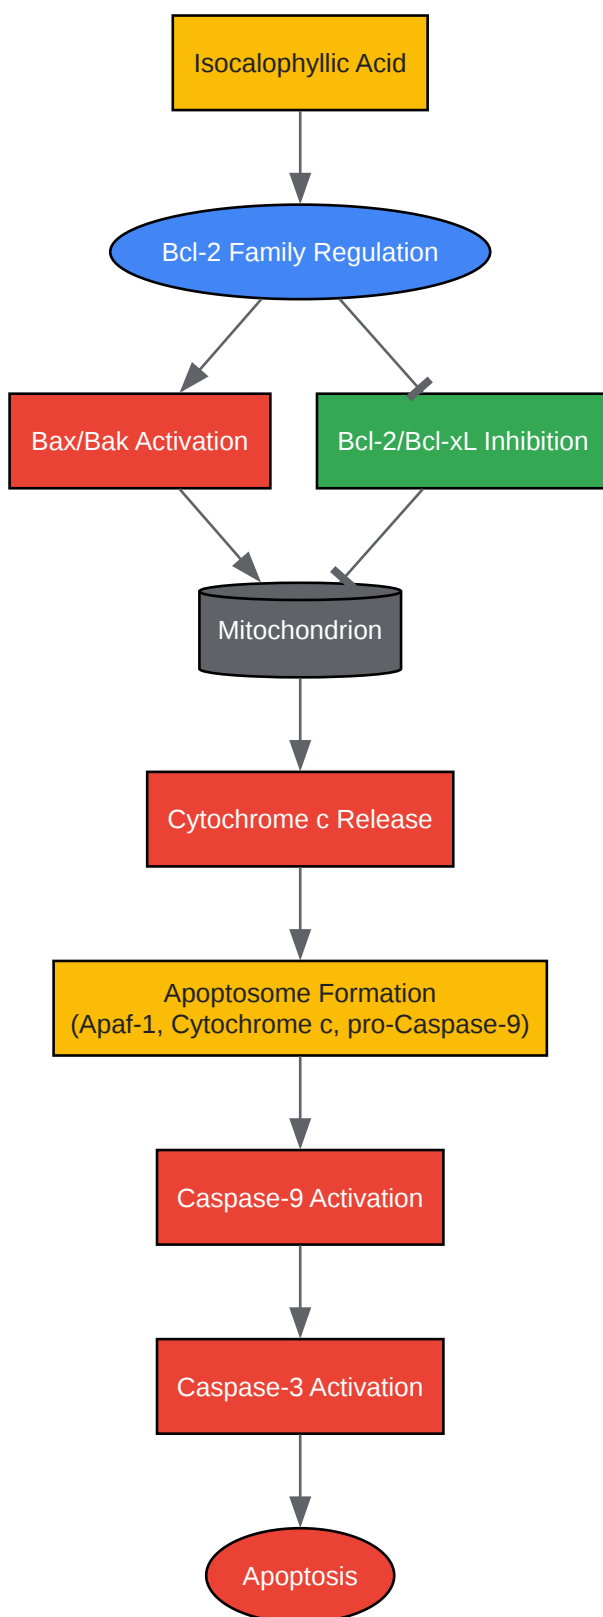 Isocalophyllic Acid
Bcl-2 Family Regulation
Bax/Bak Activation
Bcl-2/Bcl-xL Inhibition
Mitochondrion
Cytochrome c Release
Apoptosome Formation
(Apaf-1, Cytochrome c, pro-Caspase-9)
Caspase-9 Activation
Caspase-3 Activation
Apoptosis